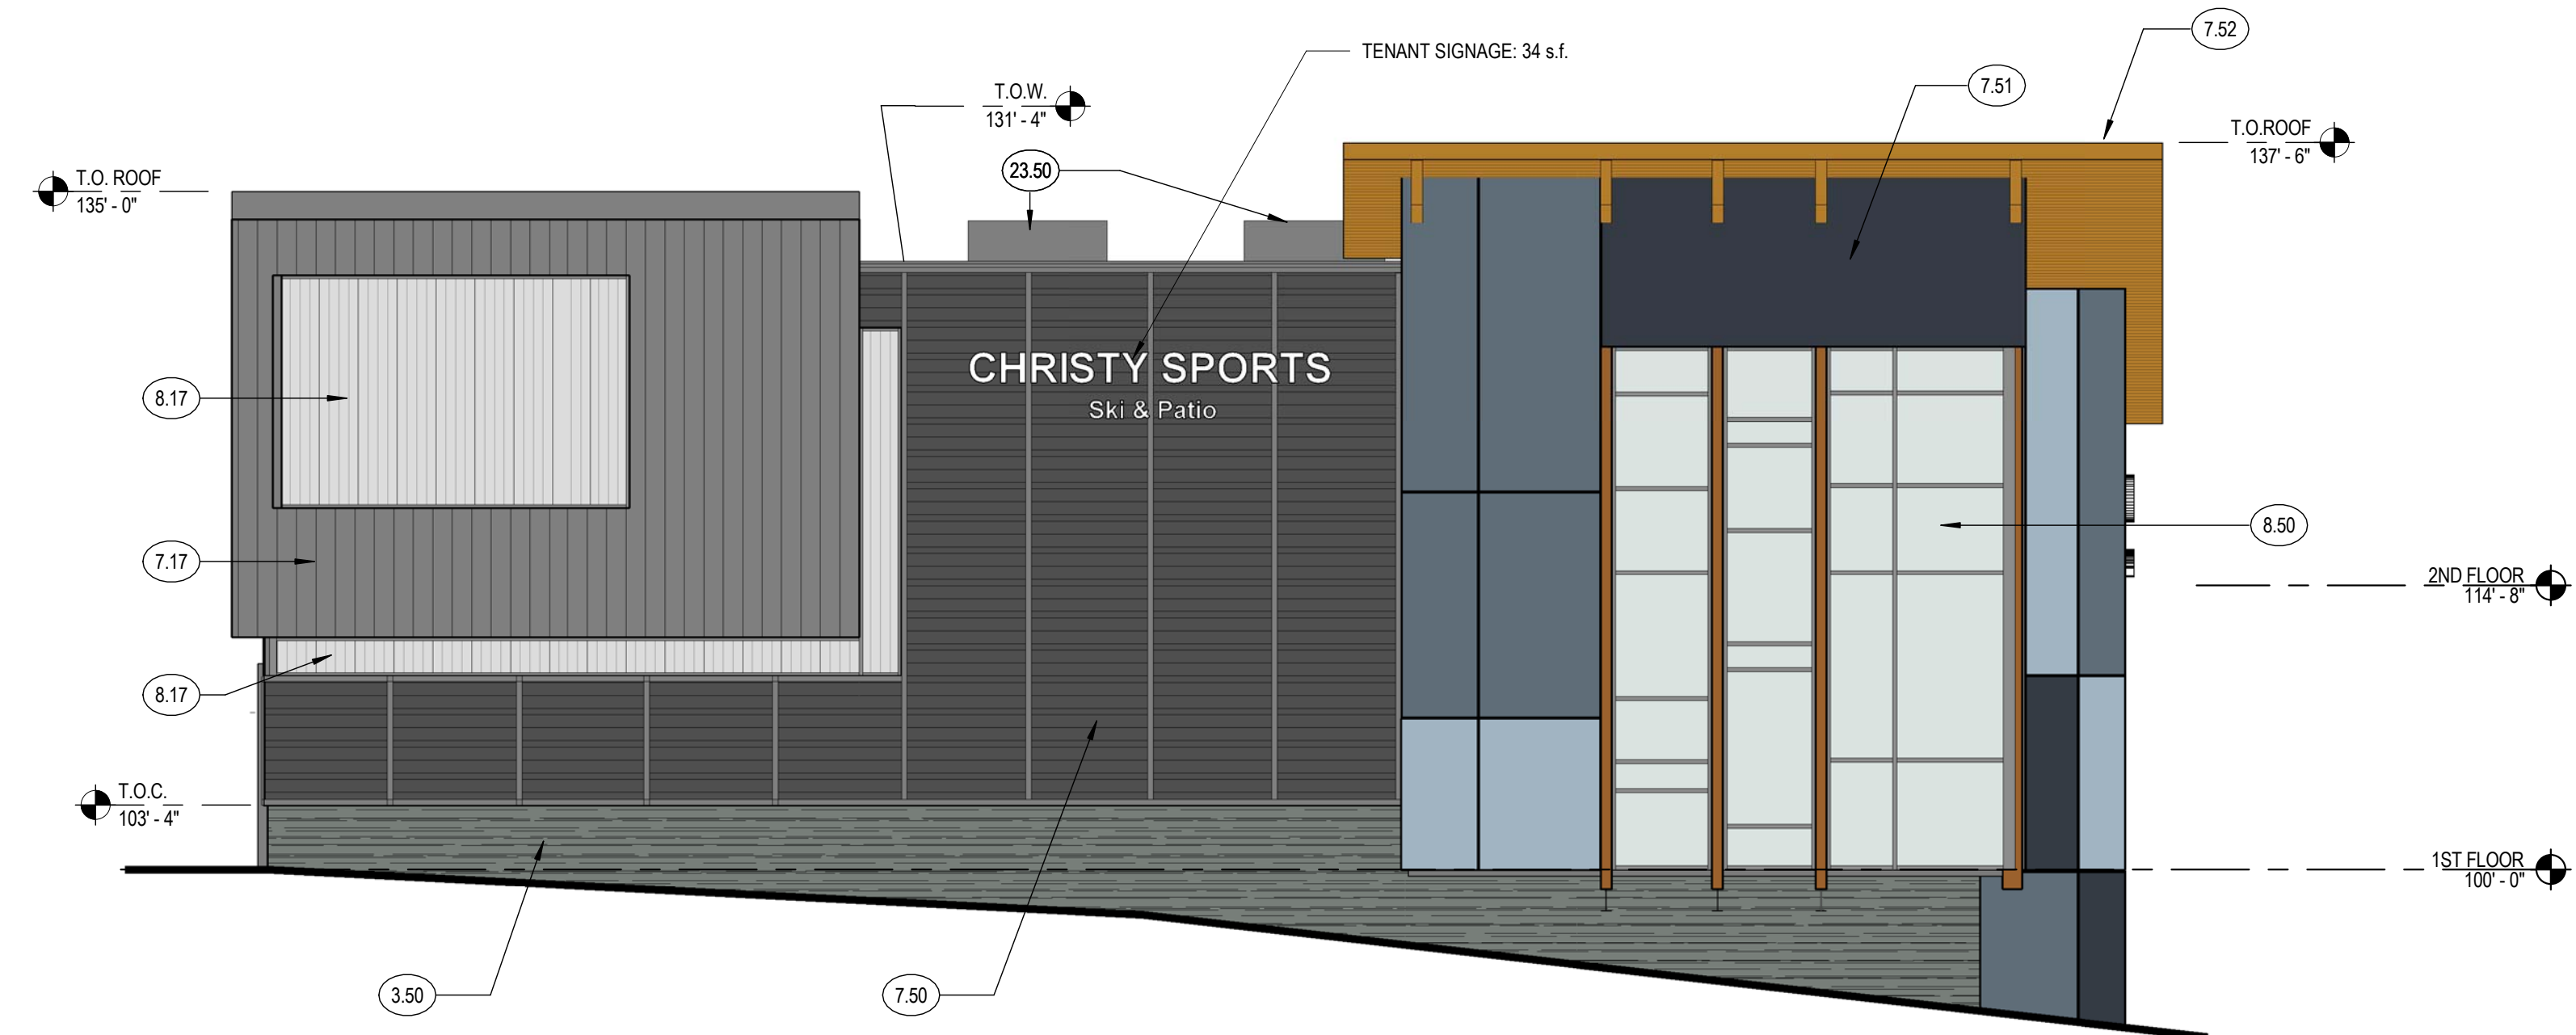 7.52
TENANT SIGNAGE: 34 s.f.
7.51
T.O.W.
131' - 4"
T.O.ROOF
137' - 6"
23.50
T.O. ROOF
135' - 0"
CHRISTY SPORTS
Ski & Patio
8.17
8.50
7.17
2ND FLOOR
114' - 8"
8.17
T.O.C.
103' - 4"
1ST FLOOR
100' - 0"
3.50
7.50